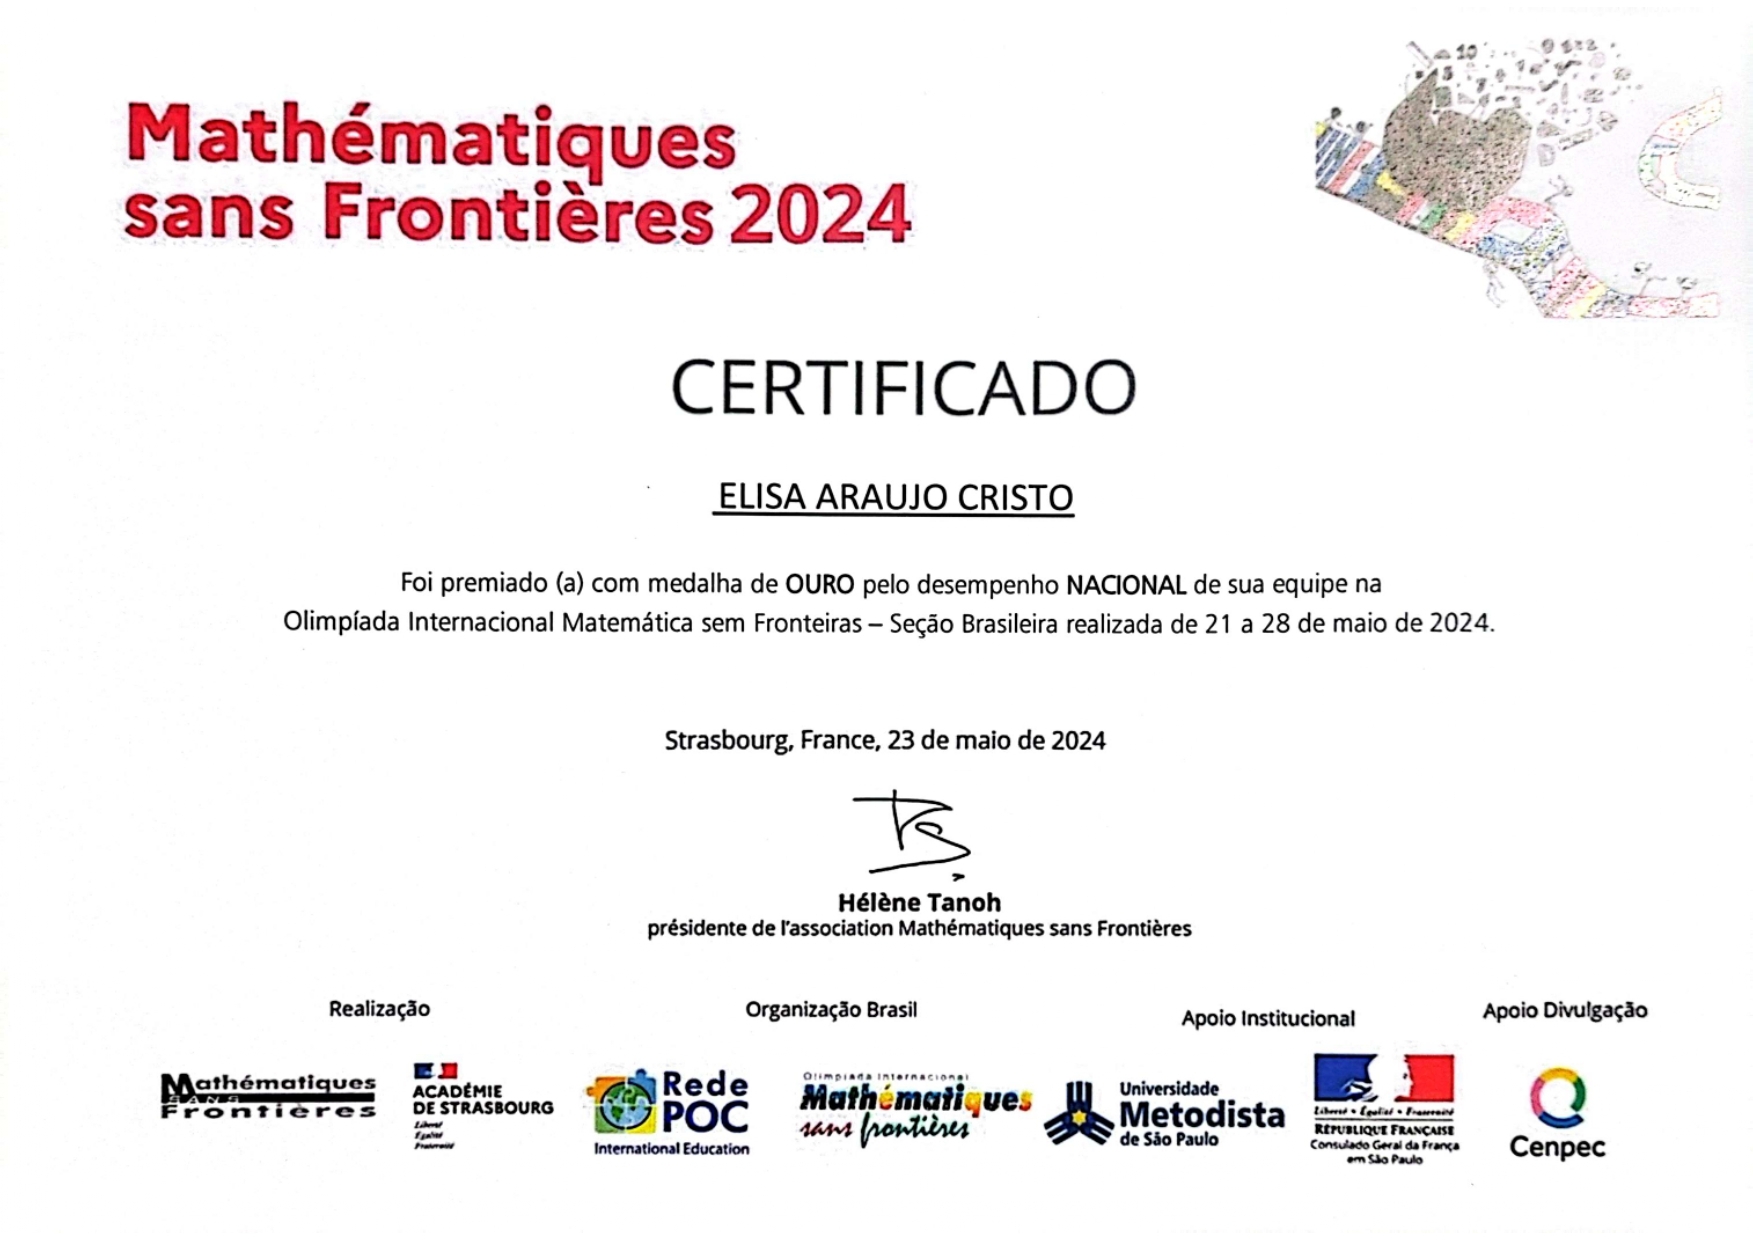 Mathématiques
sans Frontières 2024
CERTIFICADO
ELISA ARAUJO CRISTO
Foi premiado (a) com medalha de OURO pelo desempenho NACIONAL de sua equipe na
Olimpíada Internacional Matemática sem Fronteiras – Seção Brasileira realizada de 21 a 28 de maio de 2024.
Strasbourg, France, 23 de maio de 2024
Hélène Tanoh
présidente de l'association Mathématiques sans Frontières
Realização
Organização Brasil
Apoio Institucional
Apoio Divulgação
Mathématiques
SANS
Frontières
ACADÉMIE
DE STRASBOURG
Liberté
Égalité
Fraternité
Rede
POC
International Education
Olimpíada Internacional
Mathématiques
sans frontières
Universidade
Metodista
de São Paulo
Liberté • Égalité • Fraternité
RÉPUBLIQUE FRANÇAISE
Consulado Geral da França
em São Paulo
Cenpec